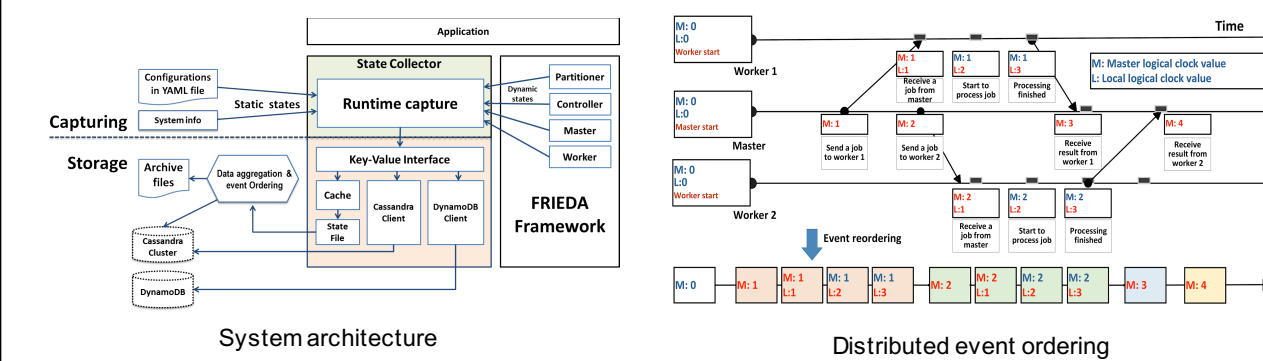 Application
State Collector
Configurations
in YAML file
System info
Static states
Runtime capture
Dynamic
states
Partitioner
Controller
Master
Worker
Capturing
Storage
Archive
files
Data aggregation &
event Ordering
Key-Value Interface
Cache
State
File
Cassandra
Client
DynamoDB
Client
FRIEDA
Framework
Cassandra
Cluster
DynamoDB
System architecture
M: 0
L:0
Worker start
Worker 1
Time
M: 1
L:1
Receive a
job from
master
M: 1
L:2
Start to
process job
M: 1
L:3
Processing
finished
M: Master logical clock value
L: Local logical clock value
M: 0
L:0
Master start
Master
M: 1
Send a job
to worker 1
M: 2
Send a job
to worker 2
M: 3
Receive
result from
worker 1
M: 4
Receive
result from
worker 2
M: 0
L:0
Worker start
Worker 2
M: 2
L:1
Receive a
job from
master
M: 2
L:2
Start to
process job
M: 2
L:3
Processing
finished
Event reordering
M: 0
M: 1
M: 1
L:1
M: 1
L:2
M: 1
L:3
M: 2
M: 2
L:1
M: 2
L:2
M: 2
L:3
M: 3
M: 4
Distributed event ordering